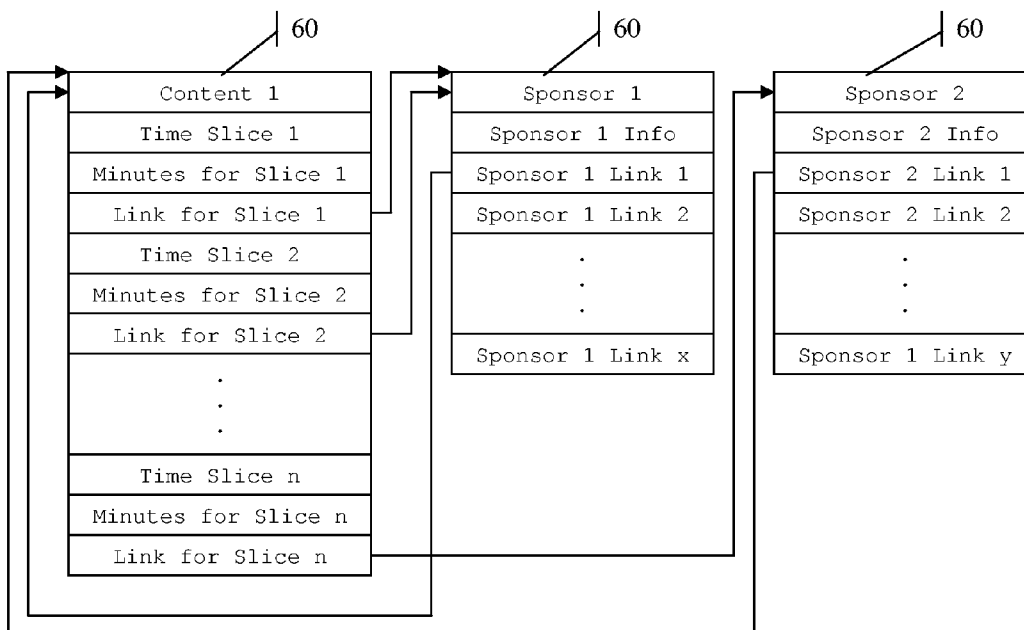 60
60
60
Content 1
Time Slice 1
Minutes for Slice 1
Link for Slice 1
Time Slice 2
Minutes for Slice 2
Link for Slice 2
.
.
.
Time Slice n
Minutes for Slice n
Link for Slice n
Sponsor 1
Sponsor 1 Info
Sponsor 1 Link 1
Sponsor 1 Link 2
.
.
.
Sponsor 1 Link x
Sponsor 2
Sponsor 2 Info
Sponsor 2 Link 1
Sponsor 2 Link 2
.
.
.
Sponsor 1 Link y